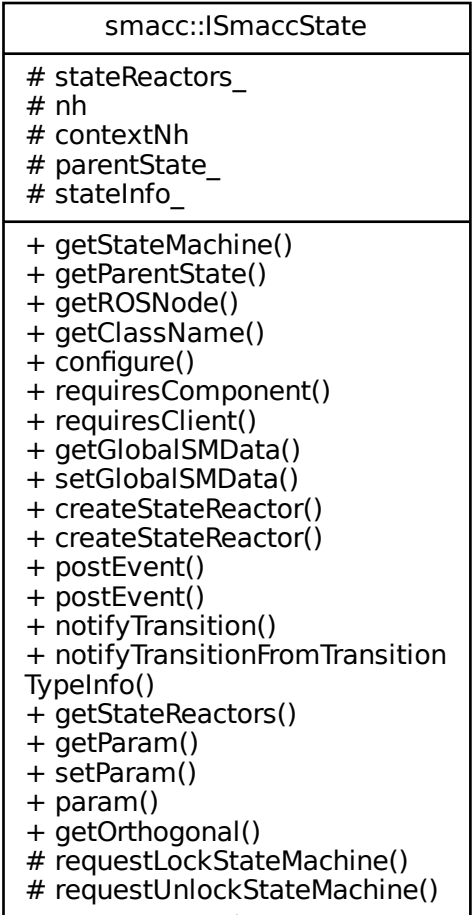 smacc::ISmaccState
# stateReactors_
# nh
# contextNh
# parentState_
# stateInfo_
+ getStateMachine()
+ getParentState()
+ getROSNode()
+ getClassName()
+ configure()
+ requiresComponent()
+ requiresClient()
+ getGlobalSMData()
+ setGlobalSMData()
+ createStateReactor()
+ createStateReactor()
+ postEvent()
+ postEvent()
+ notifyTransition()
+ notifyTransitionFromTransition
TypeInfo()
+ getStateReactors()
+ getParam()
+ setParam()
+ param()
+ getOrthogonal()
# requestLockStateMachine()
# requestUnlockStateMachine()